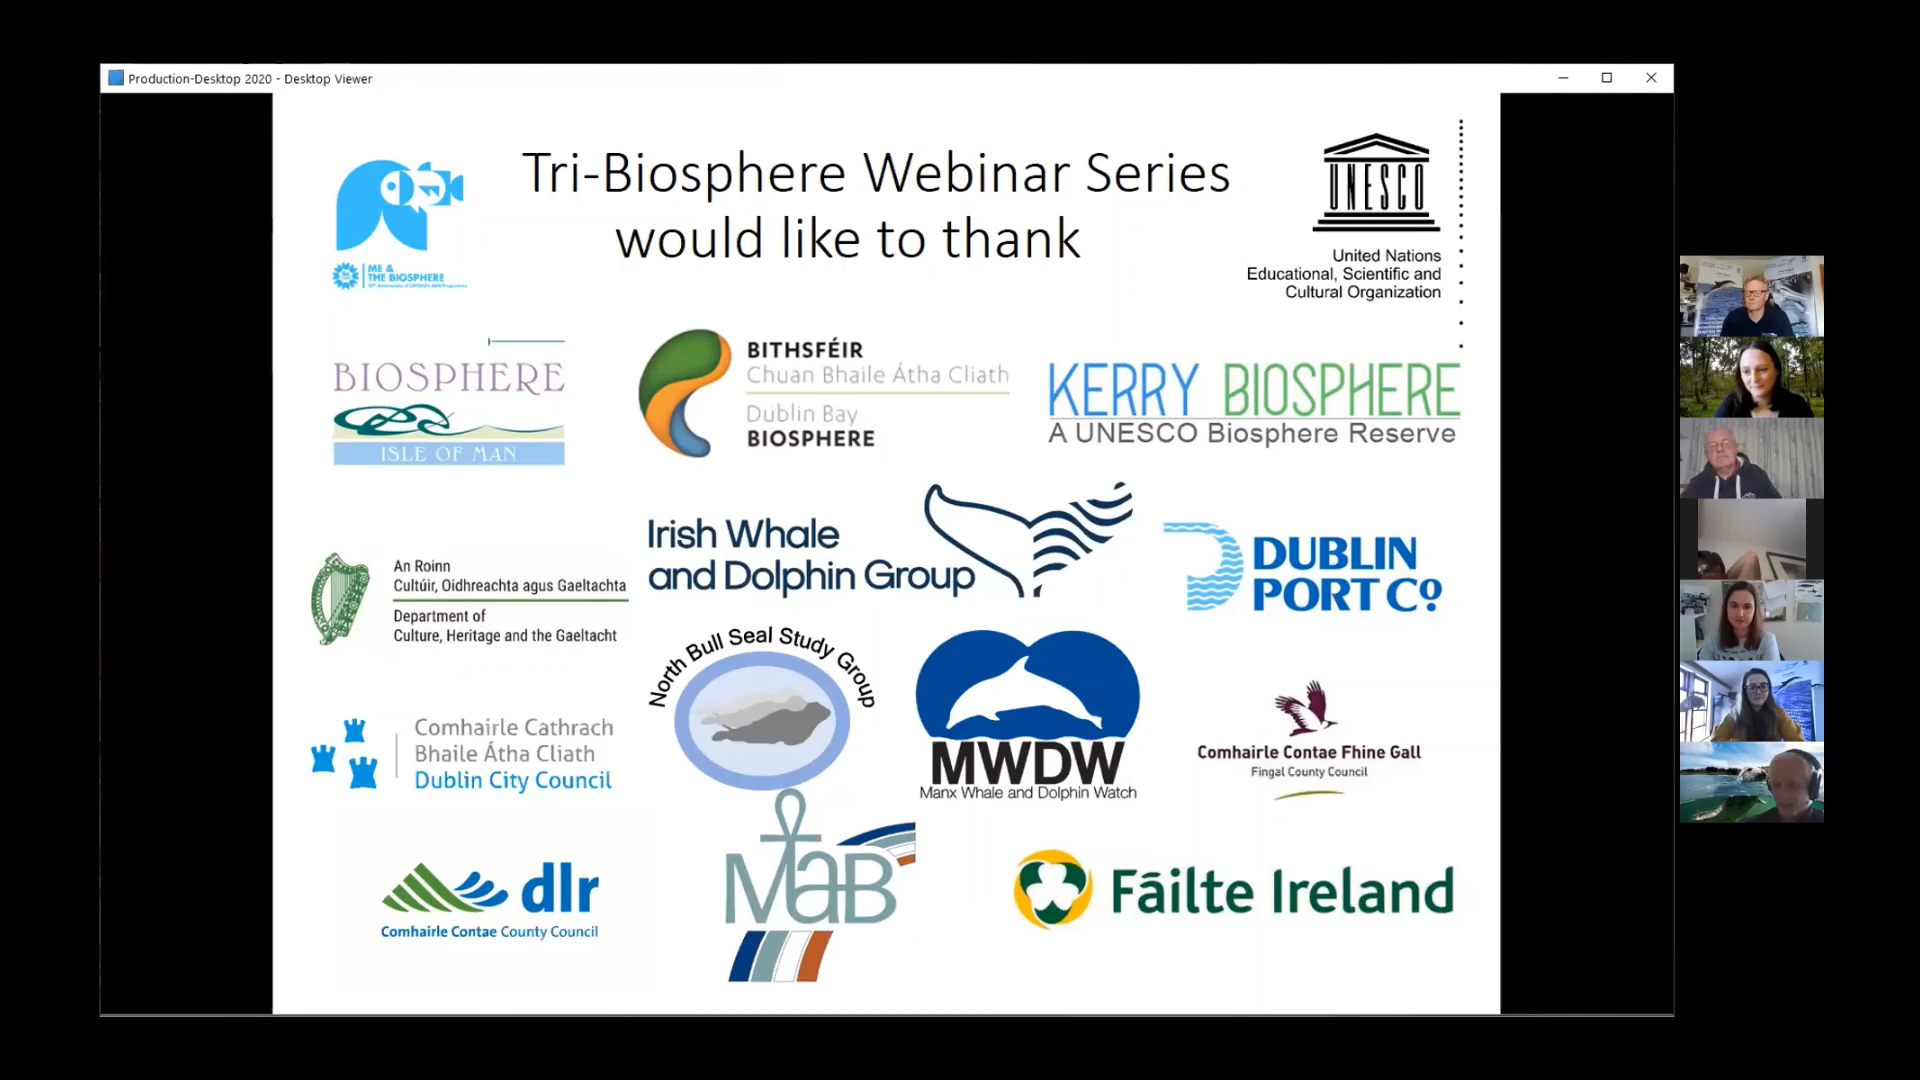 Production-Desktop 2020 - Desktop Viewer
Tri-Biosphere Webinar Series
would like to thank
ME &
THE BIOSPHERE
UNESCO
United Nations
Educational, Scientific and
Cultural Organization
BIOSPHERE
ISLE OF MAN
BITHSFÉIR
Chuan Bhaile Átha Cliath
Dublin Bay
BIOSPHERE
KERRY BIOSPHERE
A UNESCO Biosphere Reserve
An Roinn
Cultúir, Oidhreachta agus Gaeltachta
Department of
Culture, Heritage and the Gaeltacht
Irish Whale
and Dolphin Group
DUBLIN
PORT Co
Comhairle Cathrach
Bhaile Átha Cliath
Dublin City Council
North Bull Seal Study Group
MWDW
Manx Whale and Dolphin Watch
Comhairle Contae Fhine Gall
Fingal County Council
dlr
Comhairle Contae County Council
MaB
Fáilte Ireland